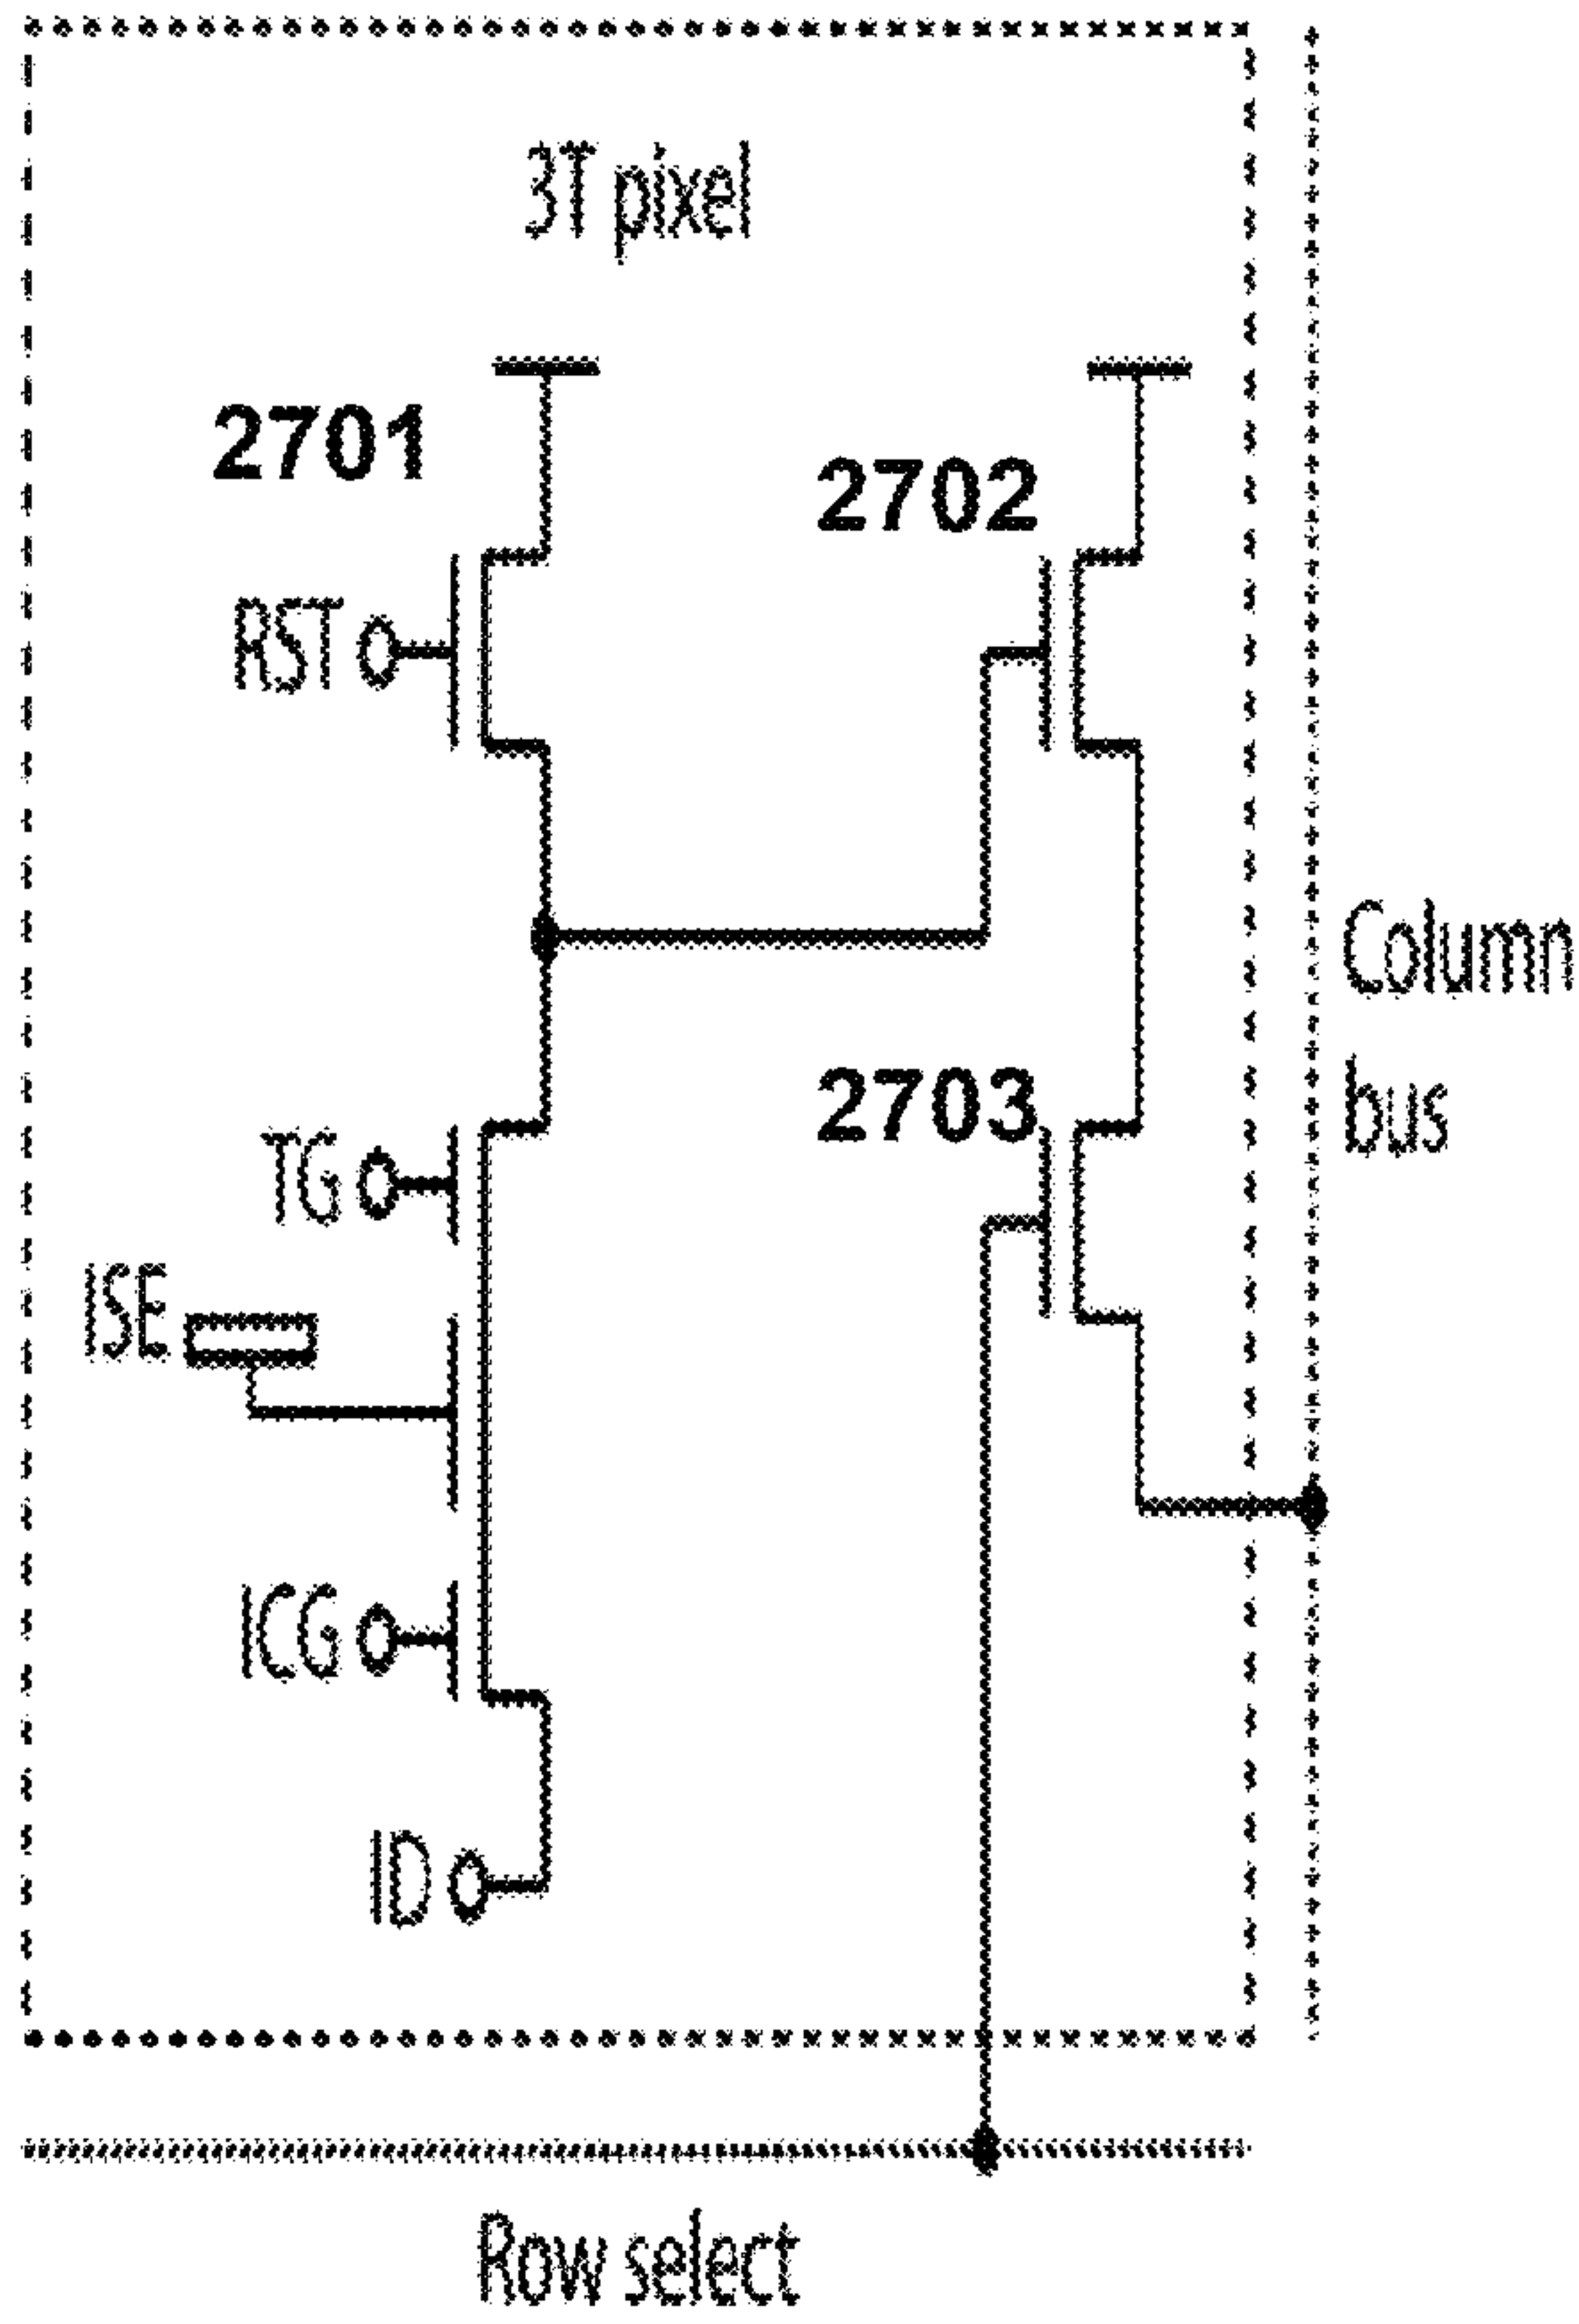 3T pixel
2701
2702
RST
Column
bus
2703
TG
ISE
ICG
ID
Row select